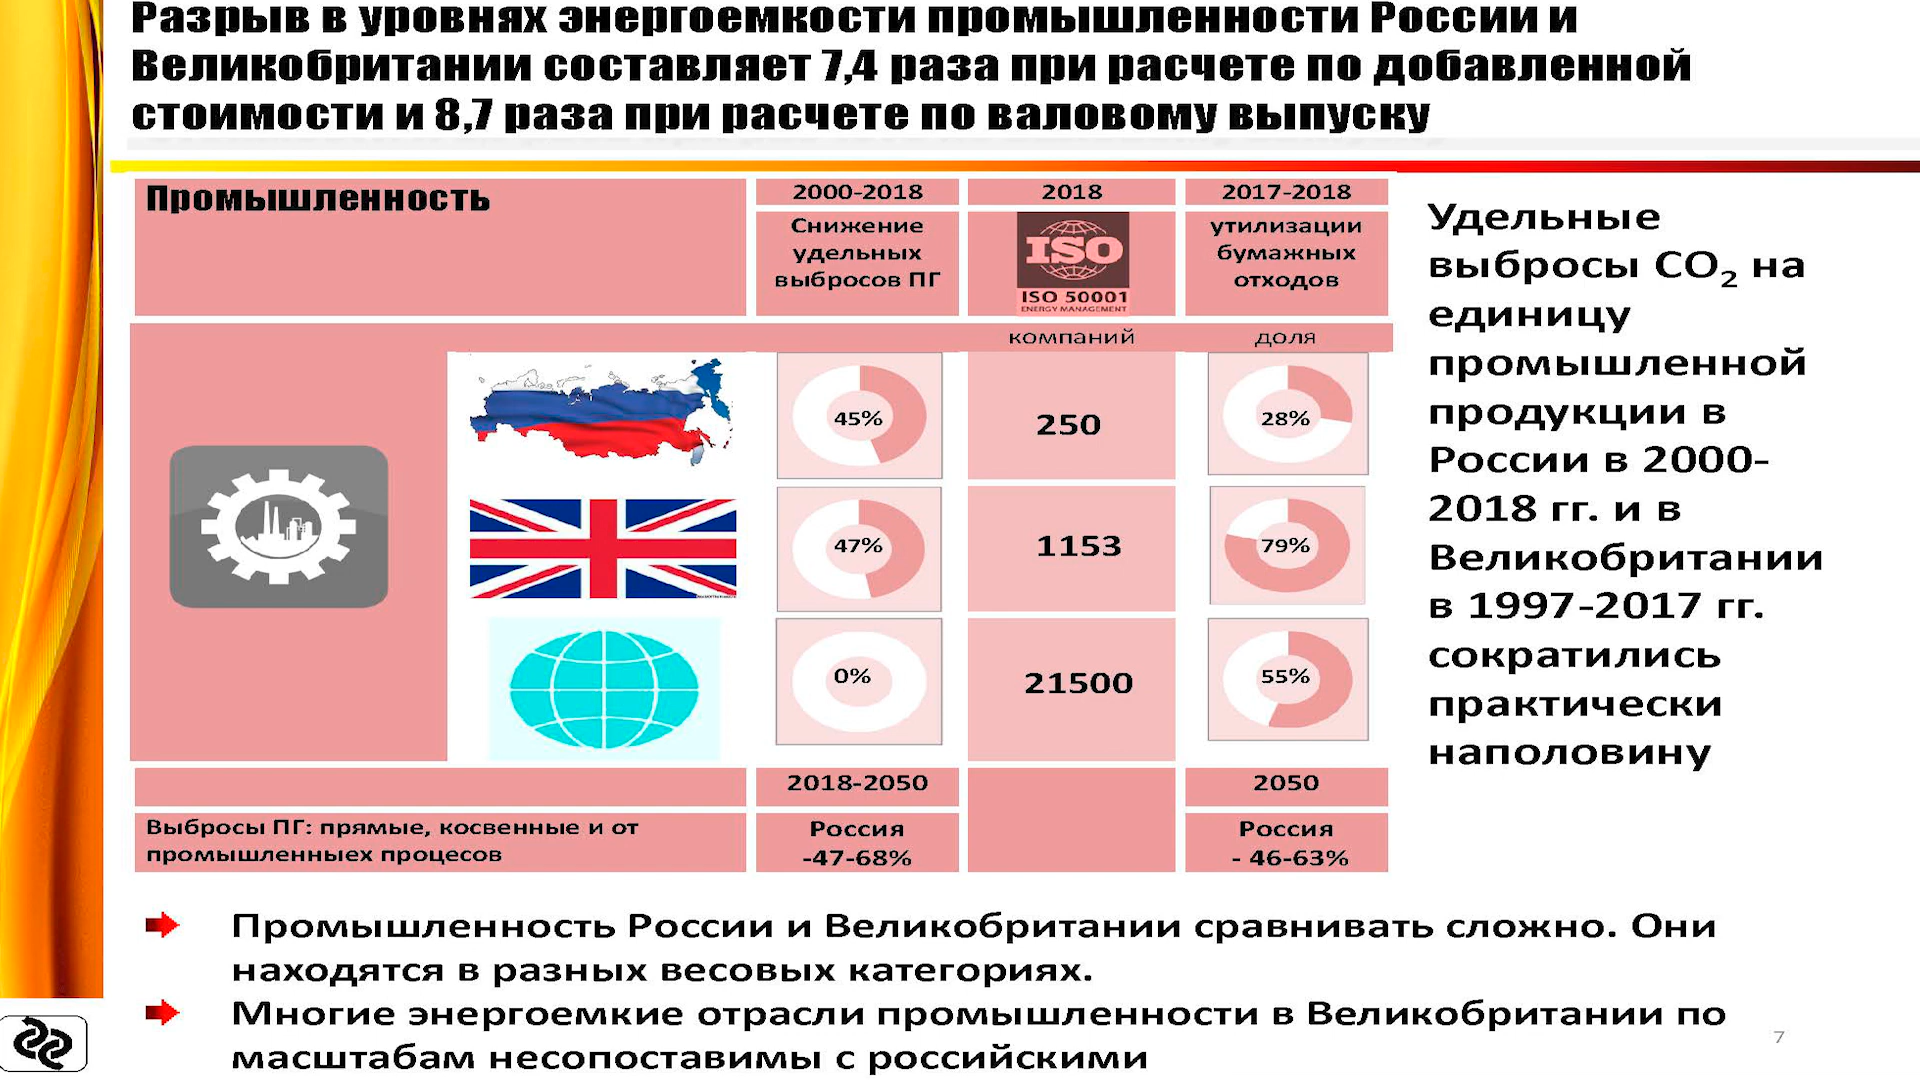 Разрыв в уровнях энергоемкости промышленности России и
Великобритании составляет 7,4 раза при расчете по добавленной
стоимости и 8,7 раза при расчете по валовому выпуску
Промышленность
2000-2018
2018
2017-2018
Снижение
удельных
выбросов ПГ
ISO
ISO 50001
ENERGY MANAGEMENT
утилизации
бумажных
отходов
компаний
доля
45%
250
28%
47%
1153
79%
0%
21500
55%
2018-2050
2050
Выбросы ПГ: прямые, косвенные и от
промышленныех процесов
Россия
-47-68%
Россия
- 46-63%
Удельные
выбросы СО₂ на
единицу
промышленной
продукции в
России в 2000-
2018 гг. и в
Великобритании
в 1997-2017 гг.
сократились
практически
наполовину
Промышленность России и Великобритании сравнивать сложно. Они
находятся в разных весовых категориях.
Многие энергоемкие отрасли промышленности в Великобритании по
масштабам несопоставимы с российскими
7